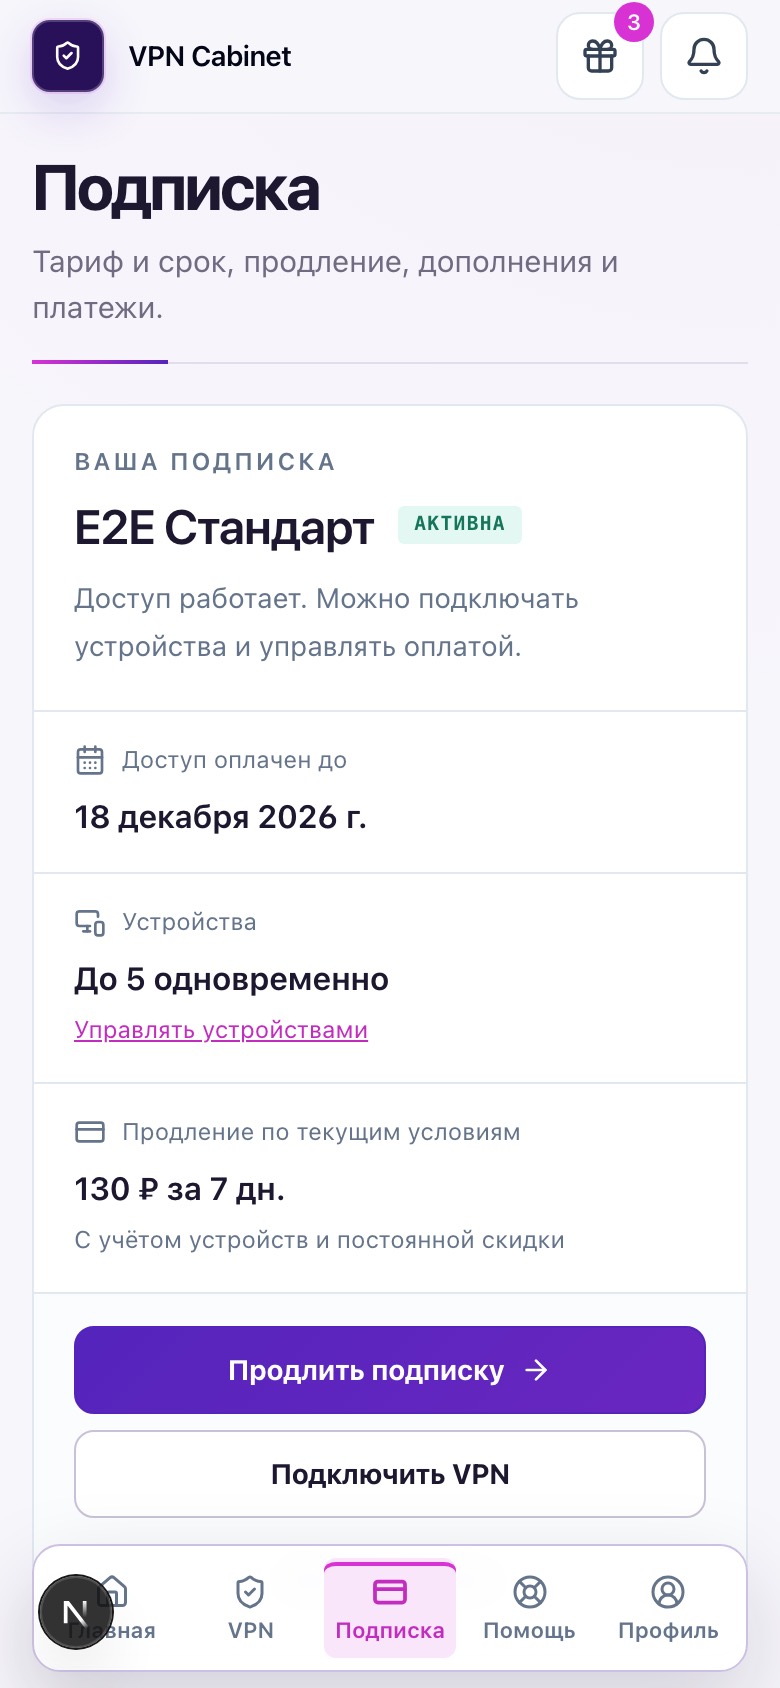 VPN Cabinet
3
Подписка
Тариф и срок, продление, дополнения и
платежи.
ВАША ПОДПИСКА
E2E Стандарт
АКТИВНА
Доступ работает. Можно подключать
устройства и управлять оплатой.
Доступ оплачен до
18 декабря 2026 г.
Устройства
До 5 одновременно
Управлять устройствами
Продление по текущим условиям
130 ₽ за 7 дн.
С учётом устройств и постоянной скидки
Продлить подписку
Подключить VPN
N
Главная
VPN
Подписка
Помощь
Профиль